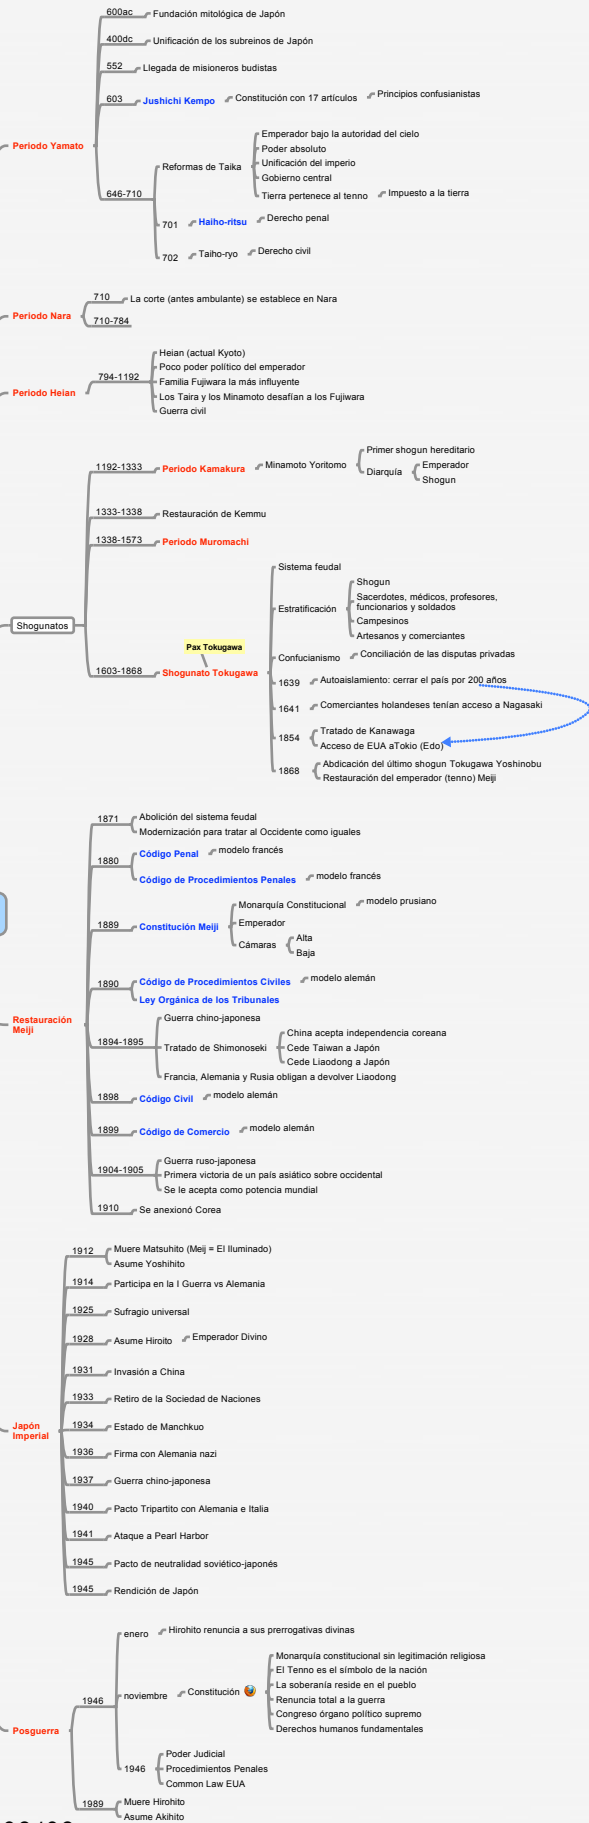 Periodo Yamato
600ac
Fundación mitológica de Japón
400dc
Unificación de los subreinos de Japón
552
Llegada de misioneros budistas
603
Jushichi Kempo
Constitución con 17 artículos
Principios confusianistas
646-710
Reformas de Taika
Emperador bajo la autoridad del cielo
Poder absoluto
Unificación del imperio
Gobierno central
Tierra pertenece al tenno
Impuesto a la tierra
701
Haiho-ritsu
Derecho penal
702
Taiho-ryo
Derecho civil
Periodo Nara
710
La corte (antes ambulante) se establece en Nara
710-784
Periodo Heian
794-1192
Heian (actual Kyoto)
Poco poder político del emperador
Familia Fujiwara la más influyente
Los Taira y los Minamoto desafían a los Fujiwara
Guerra civil
Shogunatos
1192-1333
Periodo Kamakura
Minamoto Yoritomo
Primer shogun hereditario
Diarquía
Emperador
Shogun
1333-1338
Restauración de Kemmu
1338-1573
Periodo Muromachi
1603-1868
Pax Tokugawa
Shogunato Tokugawa
Sistema feudal
Estratificación
Shogun
Sacerdotes, médicos, profesores,
funcionarios y soldados
Campesinos
Artesanos y comerciantes
Confucianismo
Conciliación de las disputas privadas
1639
Autoaislamiento: cerrar el país por 200 años
1641
Comerciantes holandeses tenían acceso a Nagasaki
1854
Tratado de Kanawaga
Acceso de EUA aTokio (Edo)
1868
Abdicación del último shogun Tokugawa Yoshinobu
Restauración del emperador (tenno) Meiji
Restauración
Meiji
1871
Abolición del sistema feudal
Modernización para tratar al Occidente como iguales
1880
Código Penal
modelo francés
Código de Procedimientos Penales
modelo francés
1889
Constitución Meiji
Monarquía Constitucional
modelo prusiano
Emperador
Cámaras
Alta
Baja
1890
Código de Procedimientos Civiles
modelo alemán
Ley Orgánica de los Tribunales
1894-1895
Guerra chino-japonesa
Tratado de Shimonoseki
China acepta independencia coreana
Cede Taiwan a Japón
Cede Liaodong a Japón
Francia, Alemania y Rusia obligan a devolver Liaodong
1898
Código Civil
modelo alemán
1899
Código de Comercio
modelo alemán
1904-1905
Guerra ruso-japonesa
Primera victoria de un país asiático sobre occidental
Se le acepta como potencia mundial
1910
Se anexionó Corea
Japón
Imperial
1912
Muere Matsuhito (Meij = El Iluminado)
Asume Yoshihito
1914
Participa en la I Guerra vs Alemania
1925
Sufragio universal
1928
Asume Hiroito
Emperador Divino
1931
Invasión a China
1933
Retiro de la Sociedad de Naciones
1934
Estado de Manchkuo
1936
Firma con Alemania nazi
1937
Guerra chino-japonesa
1940
Pacto Tripartito con Alemania e Italia
1941
Ataque a Pearl Harbor
1945
Pacto de neutralidad soviético-japonés
1945
Rendición de Japón
Posguerra
1946
enero
Hirohito renuncia a sus prerrogativas divinas
noviembre
Constitución
Monarquía constitucional sin legitimación religiosa
El Tenno es el símbolo de la nación
La soberanía reside en el pueblo
Renuncia total a la guerra
Congreso órgano político supremo
Derechos humanos fundamentales
1946
Poder Judicial
Procedimientos Penales
Common Law EUA
1989
Muere Hirohito
Asume Akihito